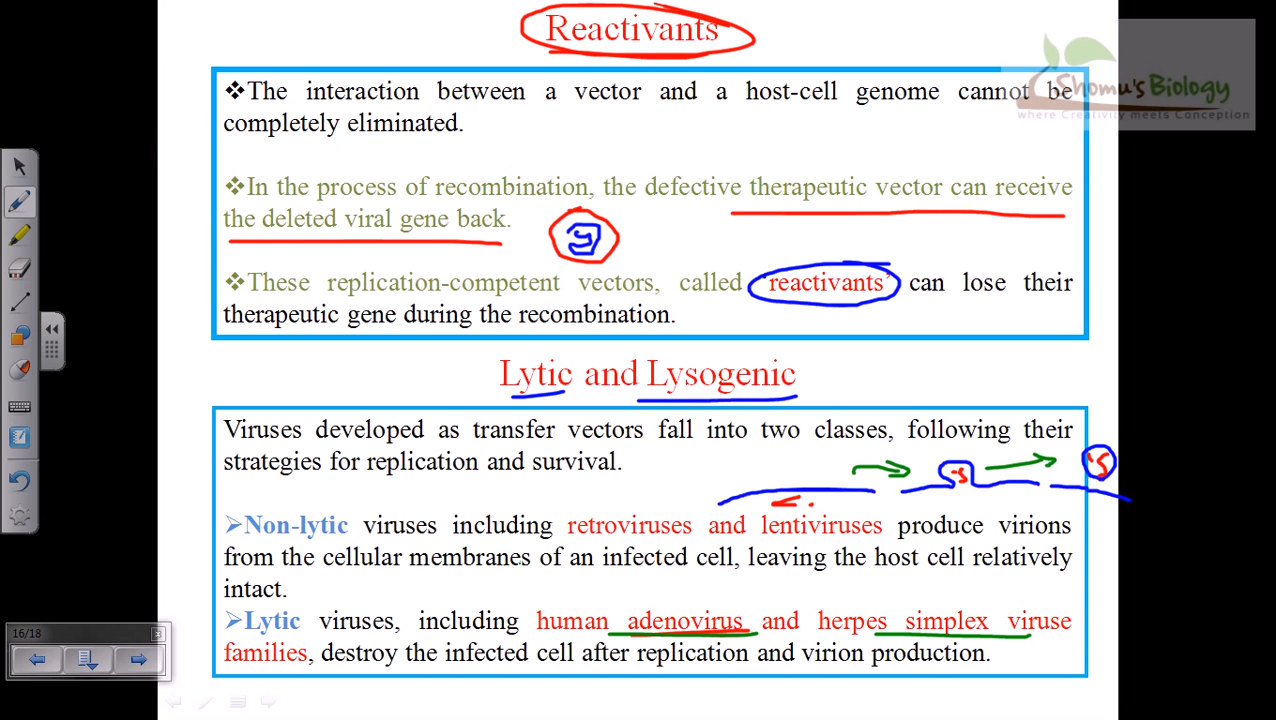 Reactivants
Shomu's Biology
where Creativity meets Conception
❖The interaction between a vector and a host-cell genome cannot be
completely eliminated.
❖In the process of recombination, the defective therapeutic vector can receive
the deleted viral gene back.
❖These replication-competent vectors, called 'reactivants' can lose their
therapeutic gene during the recombination.
Lytic and Lysogenic
Viruses developed as transfer vectors fall into two classes, following their
strategies for replication and survival.
➢Non-lytic viruses including retroviruses and lentiviruses produce virions
from the cellular membranes of an infected cell, leaving the host cell relatively
intact.
➢Lytic viruses, including human adenovirus and herpes simplex viruse
families, destroy the infected cell after replication and virion production.
16/18